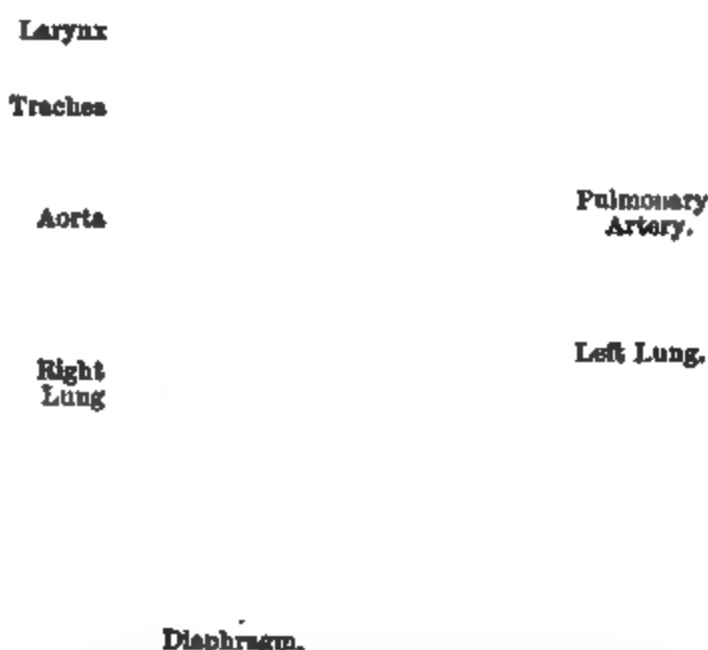 Larynx
Trachea
Aorta
Pulmonary
Artery.
Left Lung.
Right
Lung
Diaphragm.